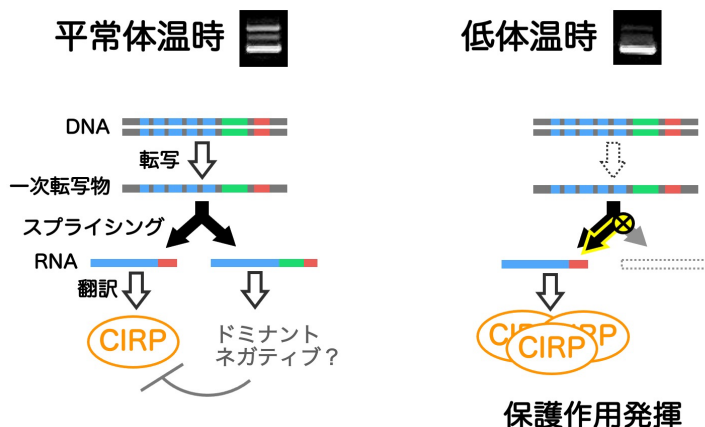 平常体温時
低体温時
DNA
転写
一次転写物
スプライシング
RNA
翻訳
CIRP
ドミナント
ネガティブ？
CIRP
CIRP
CIRP
保護作用発揮